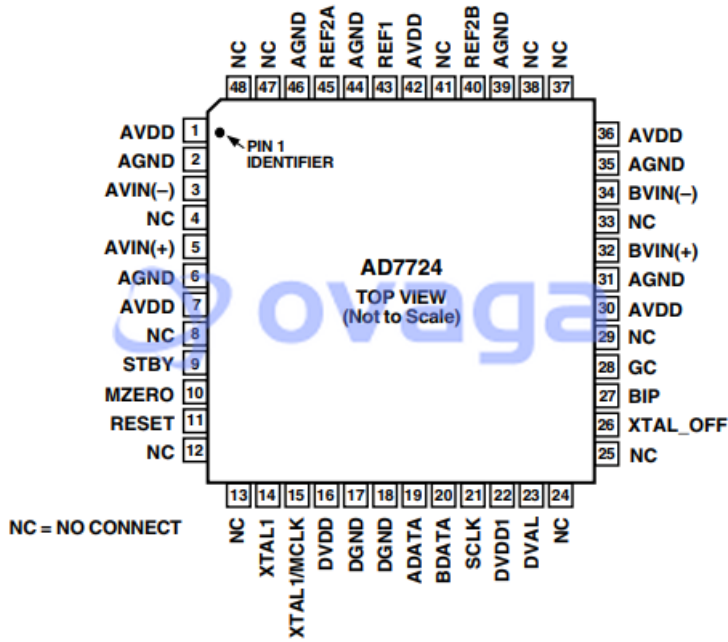 NC
NC
AGND
REF2A
AGND
REF1
AVDD
NC
REF2B
AGND
NC
NC
48 47 46 45 44 43 42 41 40 39 38 37
AVDD 1
AGND 2
AVIN(–) 3
NC 4
AVIN(+) 5
AGND 6
AVDD 7
NC 8
STBY 9
MZERO 10
RESET 11
NC 12
PIN 1
IDENTIFIER
AD7724
TOP VIEW
(Not to Scale)
ovaga
36 AVDD
35 AGND
34 BVIN(–)
33 NC
32 BVIN(+)
31 AGND
30 AVDD
29 NC
28 GC
27 BIP
26 XTAL_OFF
25 NC
13 14 15 16 17 18 19 20 21 22 23 24
NC
XTAL1
XTAL1/MCLK
DVDD
DGND
DGND
ADATA
BDATA
SCLK
DVDD1
DVAL
NC
NC = NO CONNECT